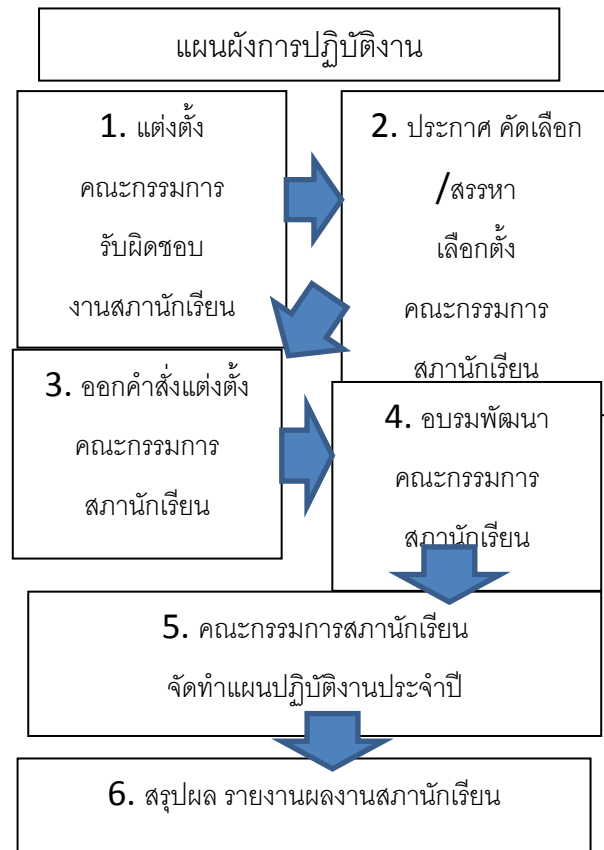 แผนผังการปฏิบัติงาน
1. แต่งตั้ง
คณะกรรมการ
รับผิดชอบ
งานสภานักเรียน
2. ประกาศ คัดเลือก
/สรรหา
เลือกตั้ง
คณะกรรมการ
สภานักเรียน
3. ออกคำสั่งแต่งตั้ง
คณะกรรมการ
สภานักเรียน
4. อบรมพัฒนา
คณะกรรมการ
สภานักเรียน
5. คณะกรรมการสภานักเรียน
จัดทำแผนปฏิบัติงานประจำปี
6. สรุปผล รายงานผลงานสภานักเรียน